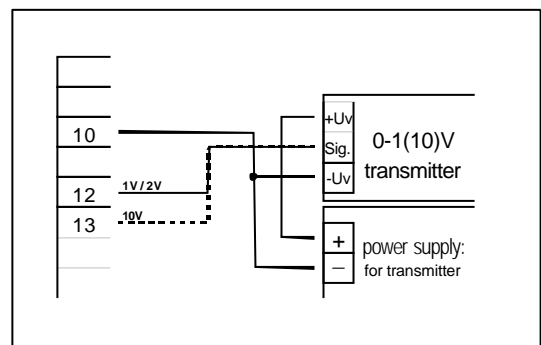 10
12
13
1V / 2V
10V
+Uv
Sig.
-Uv
0-1(10)V
transmitter
+
−
power supply:
for transmitter